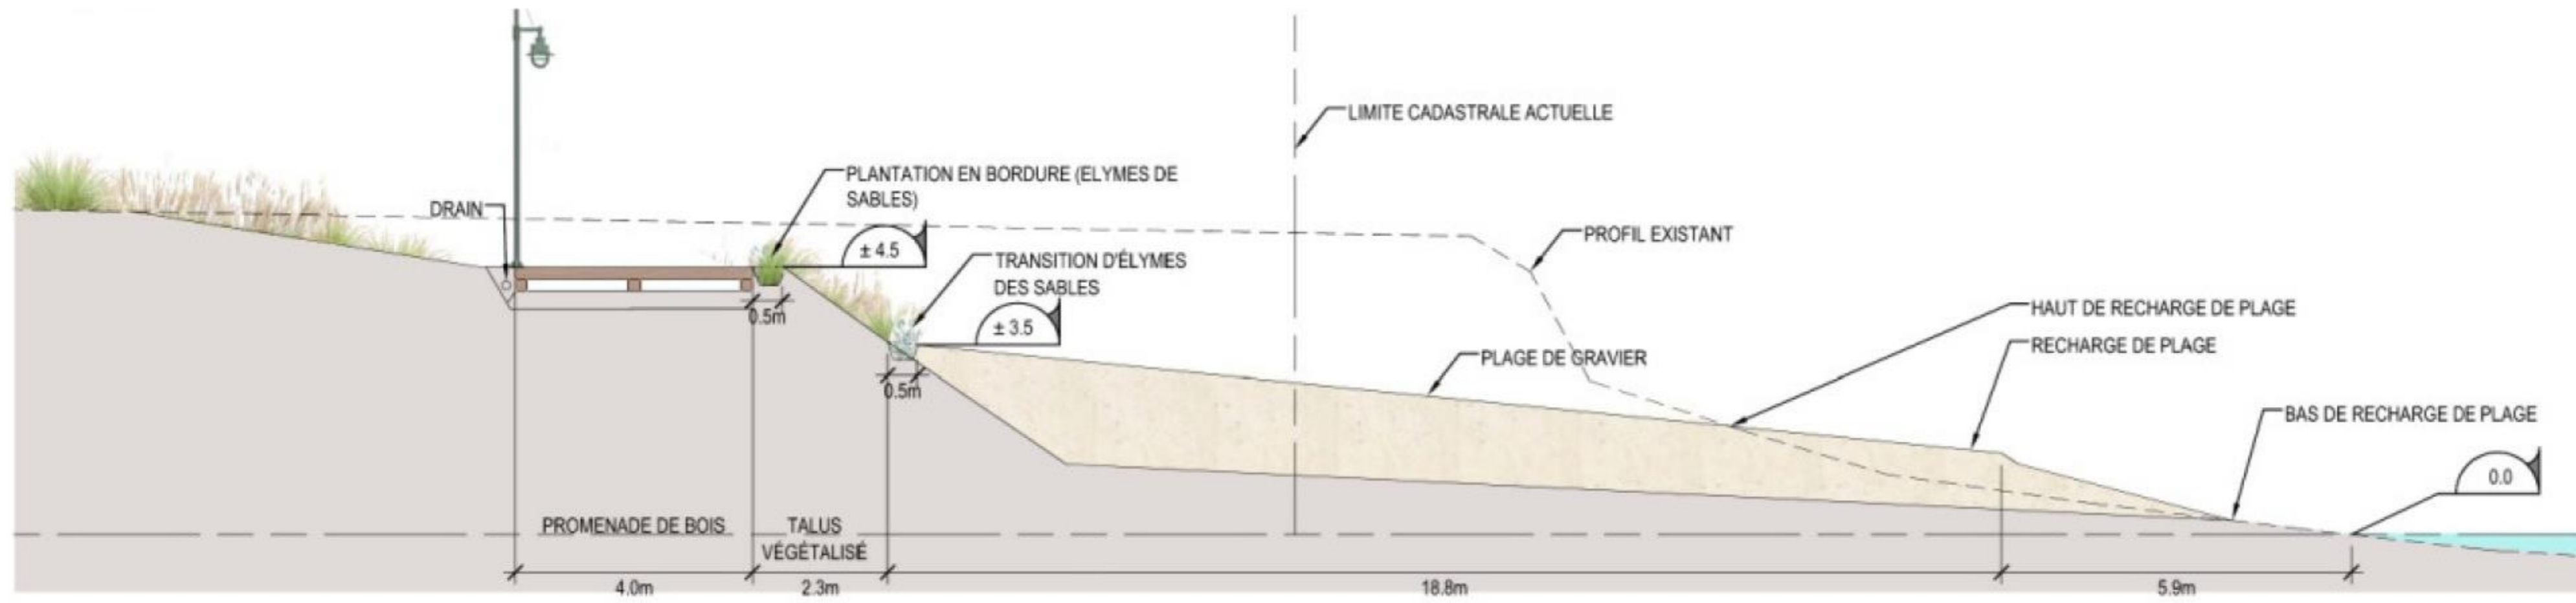 LIMITE CADASTRALE ACTUELLE
PLANTATION EN BORDURE (ELYMES DE
SABLES)
DRAIN
± 4.5
PROFIL EXISTANT
TRANSITION D'ÉLYMES
DES SABLES
± 3.5
0.5m
HAUT DE RECHARGE DE PLAGE
RECHARGE DE PLAGE
PLAGE DE GRAVIER
0.5m
BAS DE RECHARGE DE PLAGE
0.0
PROMENADE DE BOIS
TALUS
VÉGÉTALISÉ
4.0m
2.3m
18.8m
5.9m